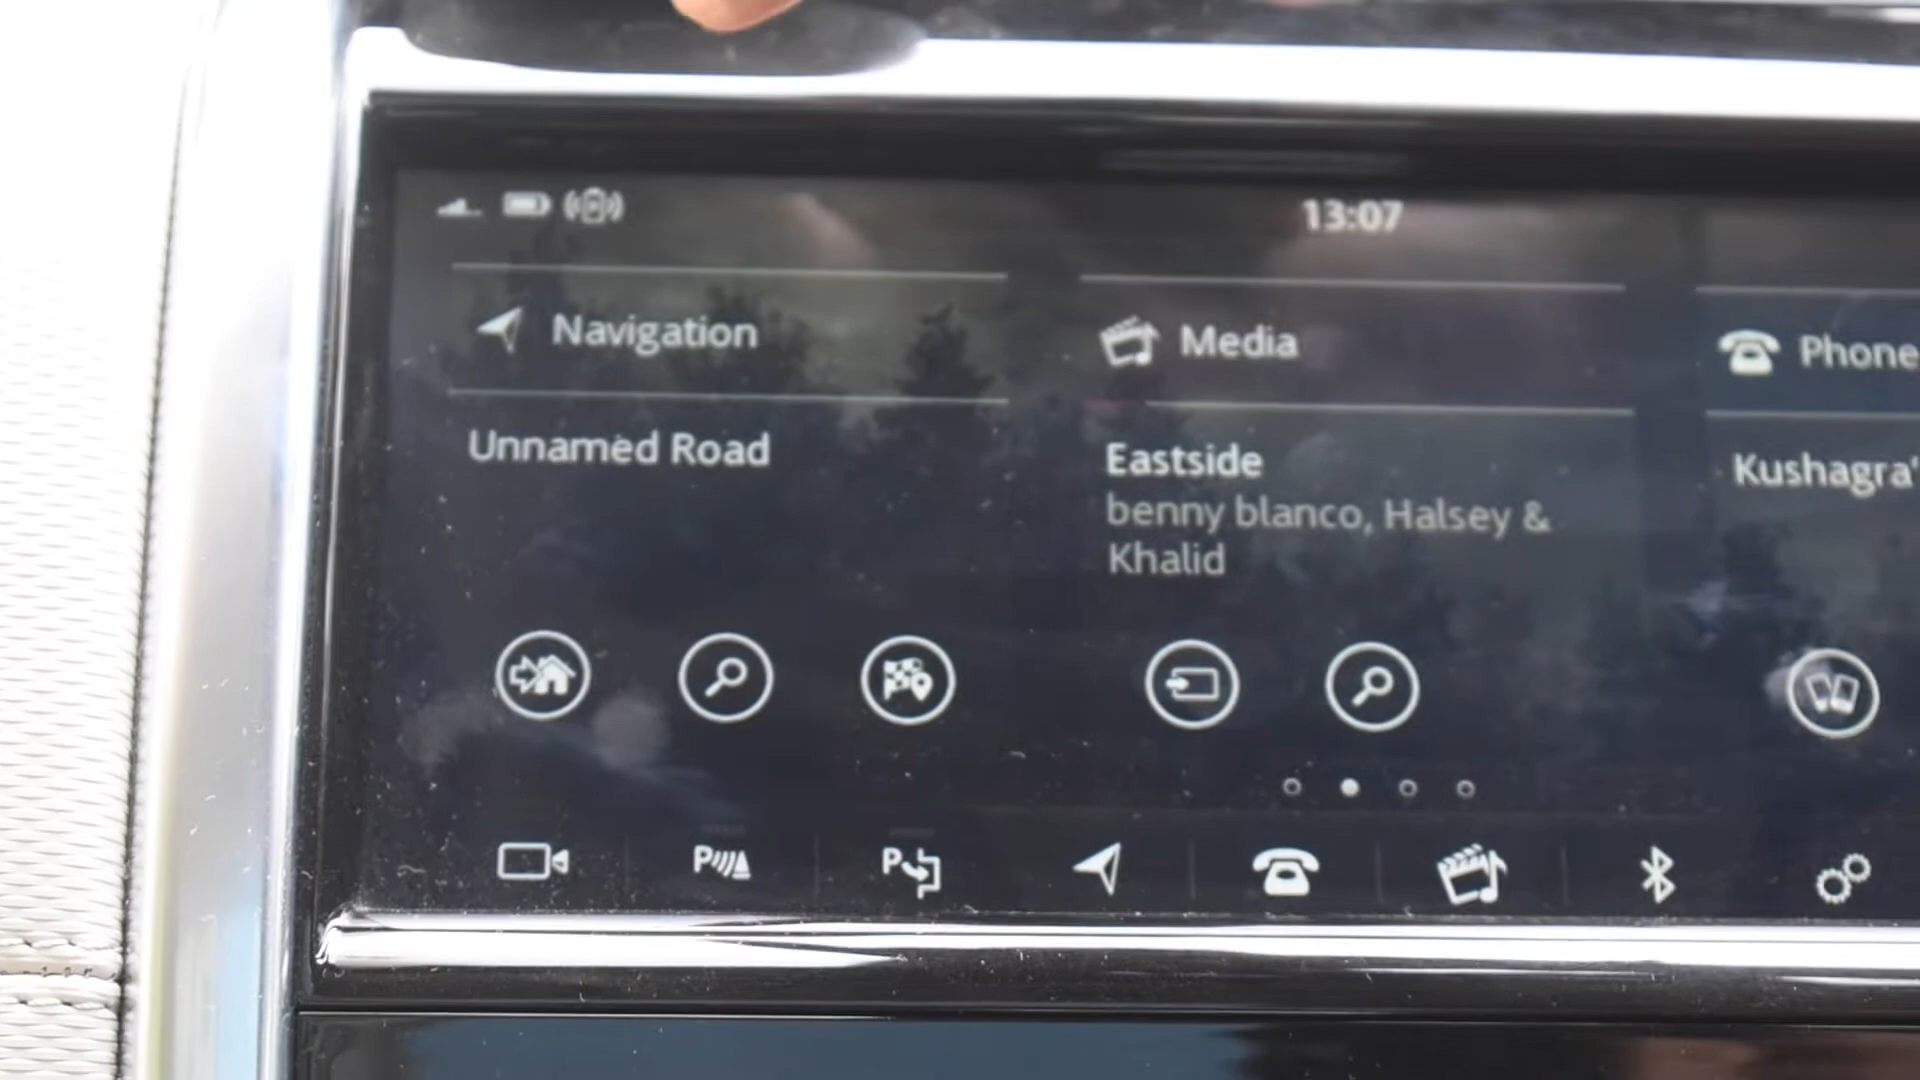 13:07
Navigation
Media
Phone
Unnamed Road
Eastside
benny blanco, Halsey &
Khalid
Kushagra'
P
P